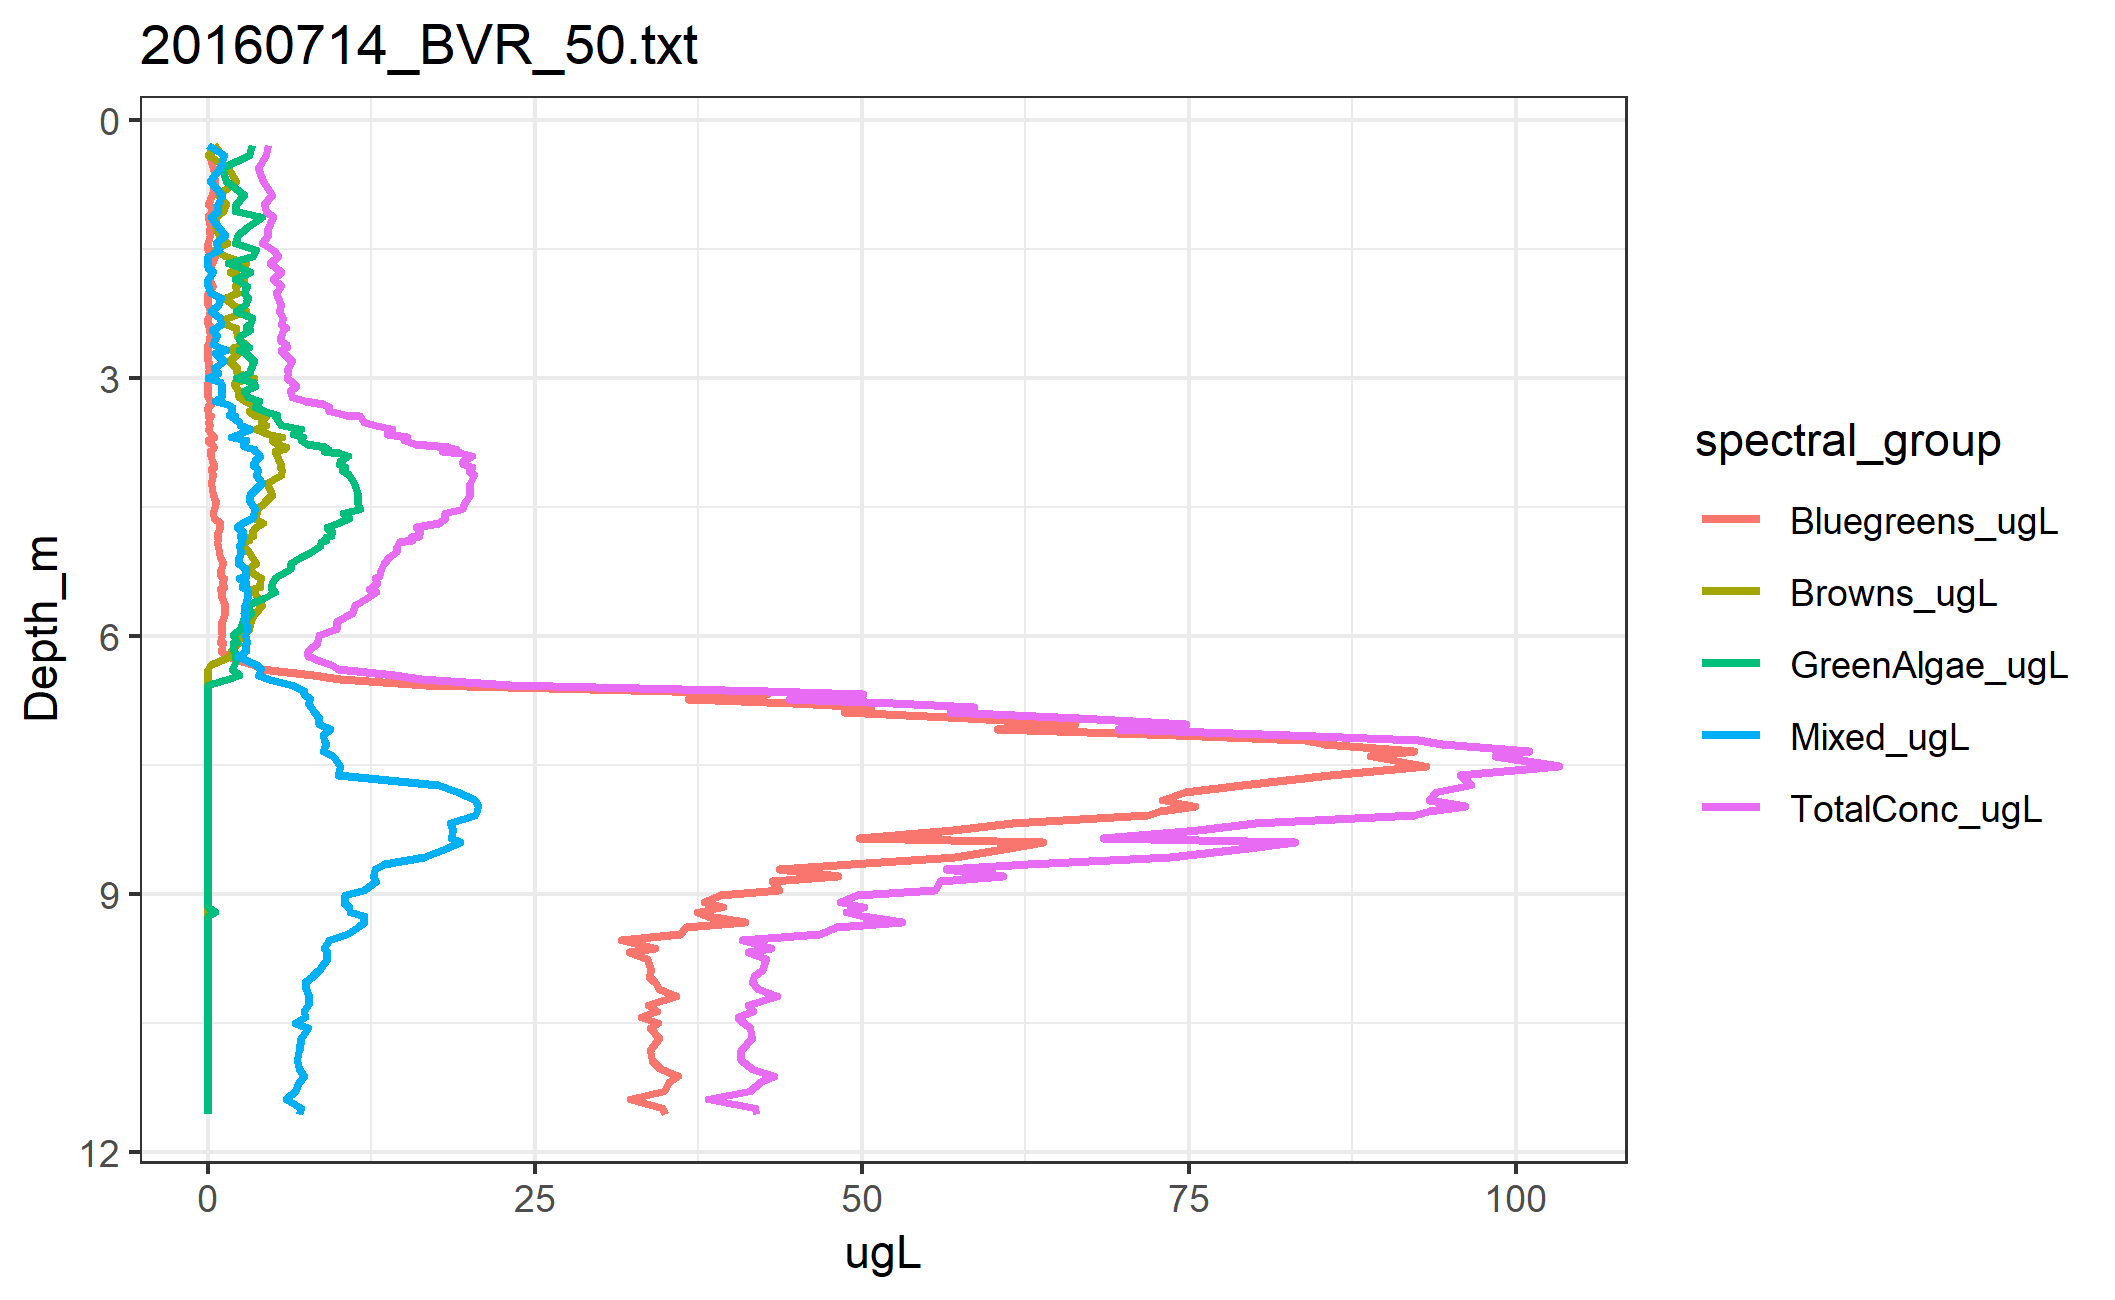 20160714_BVR_50.txt
0
3
6
9
12
Depth_m
0
25
50
75
100
ugL
spectral_group
Bluegreens_ugL
Browns_ugL
GreenAlgae_ugL
Mixed_ugL
TotalConc_ugL